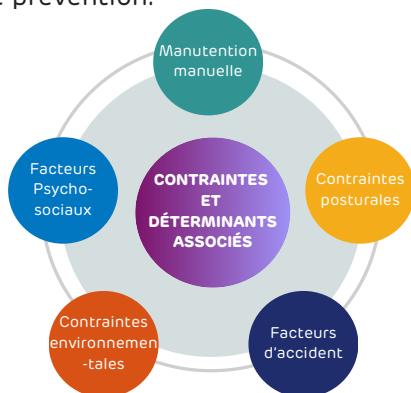 prévention.
Manutention
manuelle
Facteurs
Psycho-
sociaux
CONTRAINTES
ET
DÉTERMINANTS
ASSOCIÉS
Contraintes
posturales
Contraintes
environnemen
-tales
Facteurs
d'accident